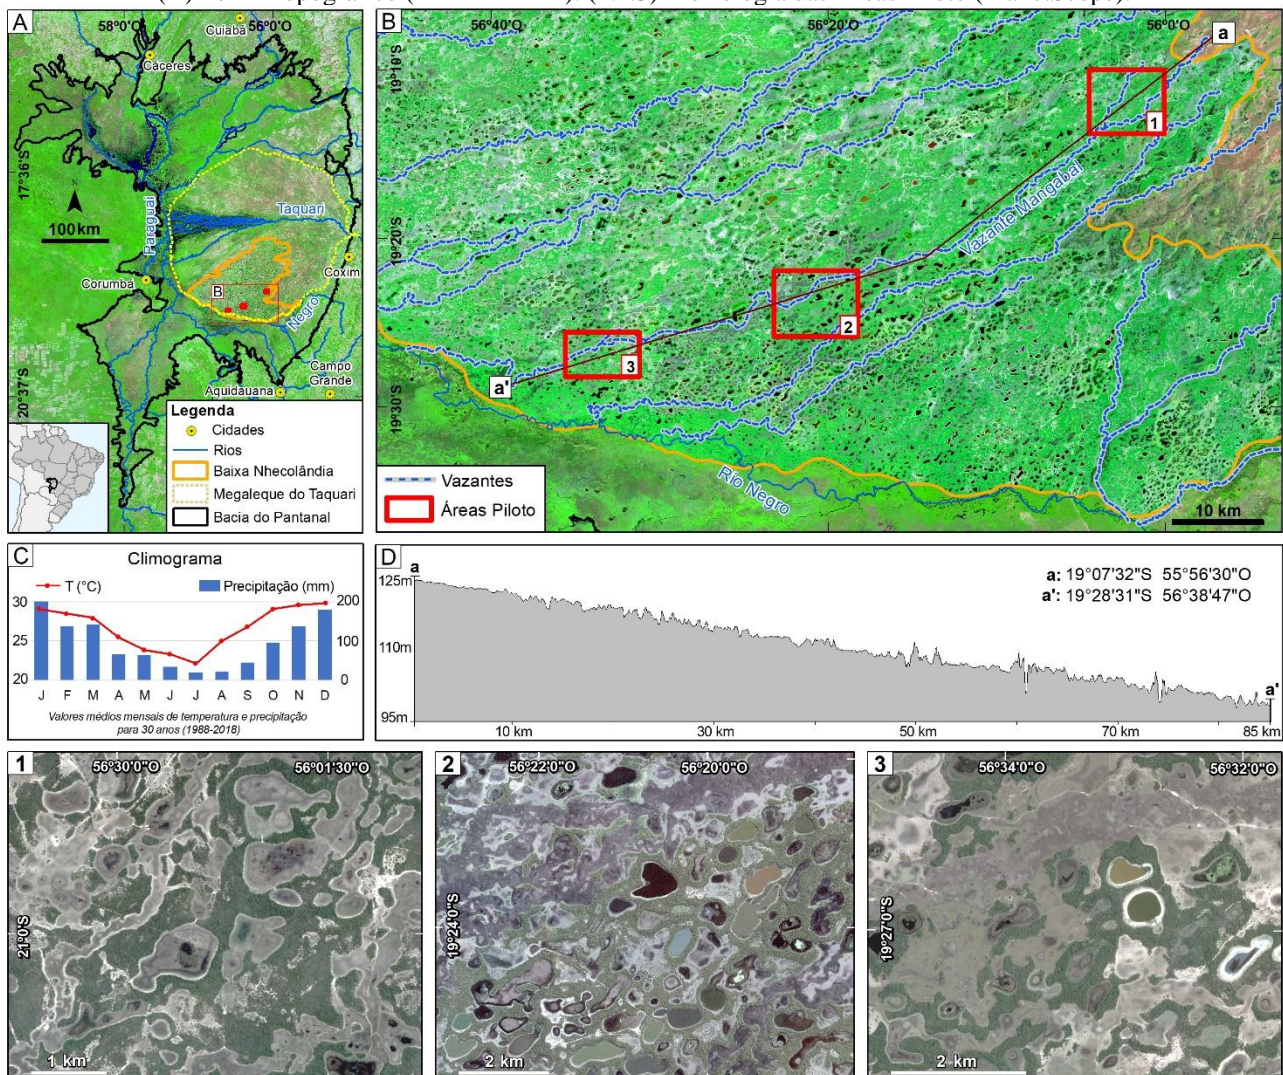 A
58°0'O
56°0'O
Cuiabá
Cáceres
17°36'S
N
100km
Paraguai
Taquari
Coxim
Corumbá
B
Negro
20°37'S
Campo
Grande
Aquidauana
Legenda
Cidades
Rios
Baixa Nhecolândia
Megaleque do Taquari
Bacia do Pantanal
B
56°40'O
56°20'O
56°0'O
a
19°19'S
1
Vazante Mangabal
19°20'S
2
3
a'
19°30'S
Rio Negro
Vazantes
Áreas Piloto
10 km
C
Climograma
T (°C)
Precipitação (mm)
30
200
25
100
20
0
J F M A M J J A S O N D
Valores médios mensais de temperatura e precipitação
para 30 anos (1988-2018)
D
a
125m
a: 19°07'32"S 55°56'30"O
a': 19°28'31"S 56°38'47"O
110m
a'
95m
10 km
30 km
50 km
70 km
85 km
1
56°30'0"O
56°01'30"O
21°0'S
1 km
2
56°22'0"O
56°20'0"O
19°24'0"S
2 km
3
56°34'0"O
56°32'0"O
19°27'0"S
2 km